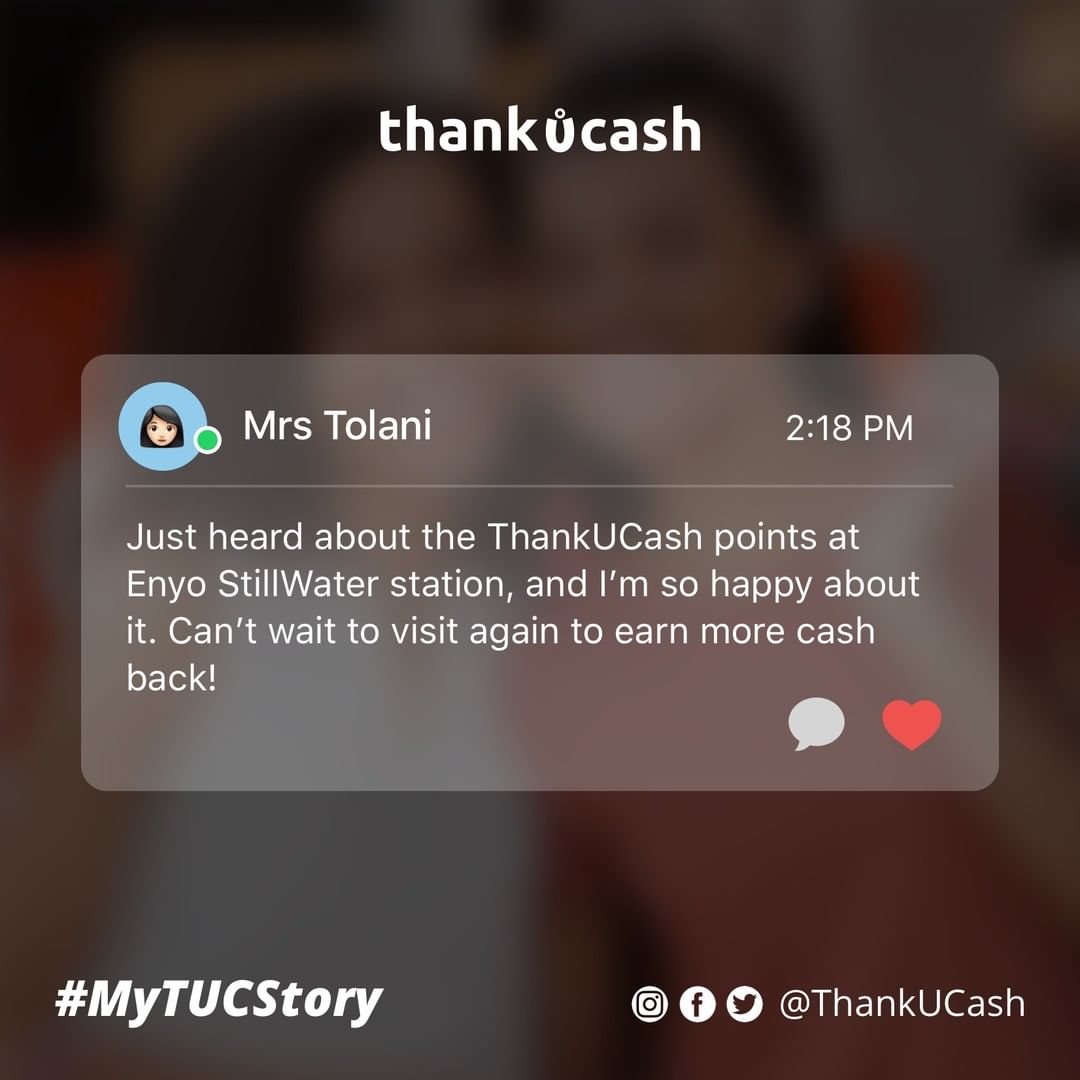 thankucash
Mrs Tolani
2:18 PM
Just heard about the ThankUCash points at
Enyo StillWater station, and I’m so happy about
it. Can’t wait to visit again to earn more cash
back!
#MyTUCStory
@ThankUCash